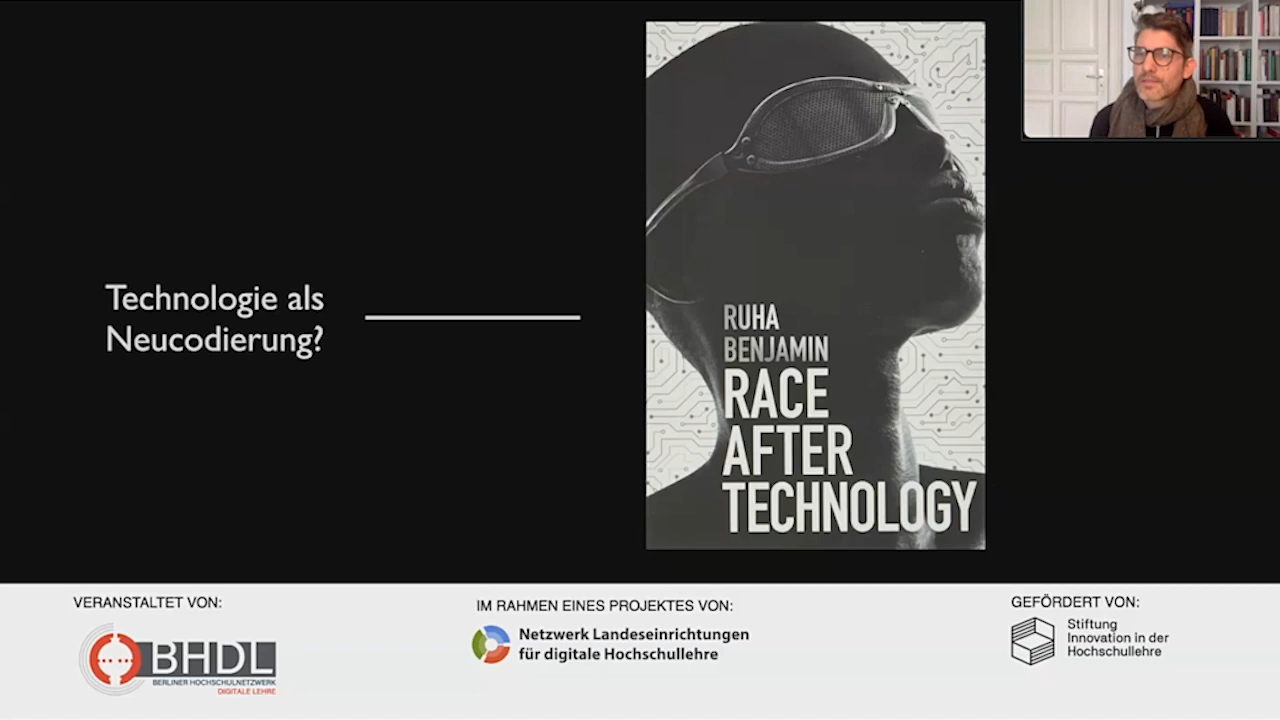 Technologie als
Neucodierung?
RUHA
BENJAMIN
RACE
AFTER
TECHNOLOGY
VERANSTALTET VON:
BHDL
BERLINER HOCHSCHULNETZWERK
DIGITALE LEHRE
IM RAHMEN EINES PROJEKTES VON:
Netzwerk Landeseinrichtungen
für digitale Hochschullehre
GEFÖRDERT VON:
Stiftung
Innovation in der
Hochschullehre